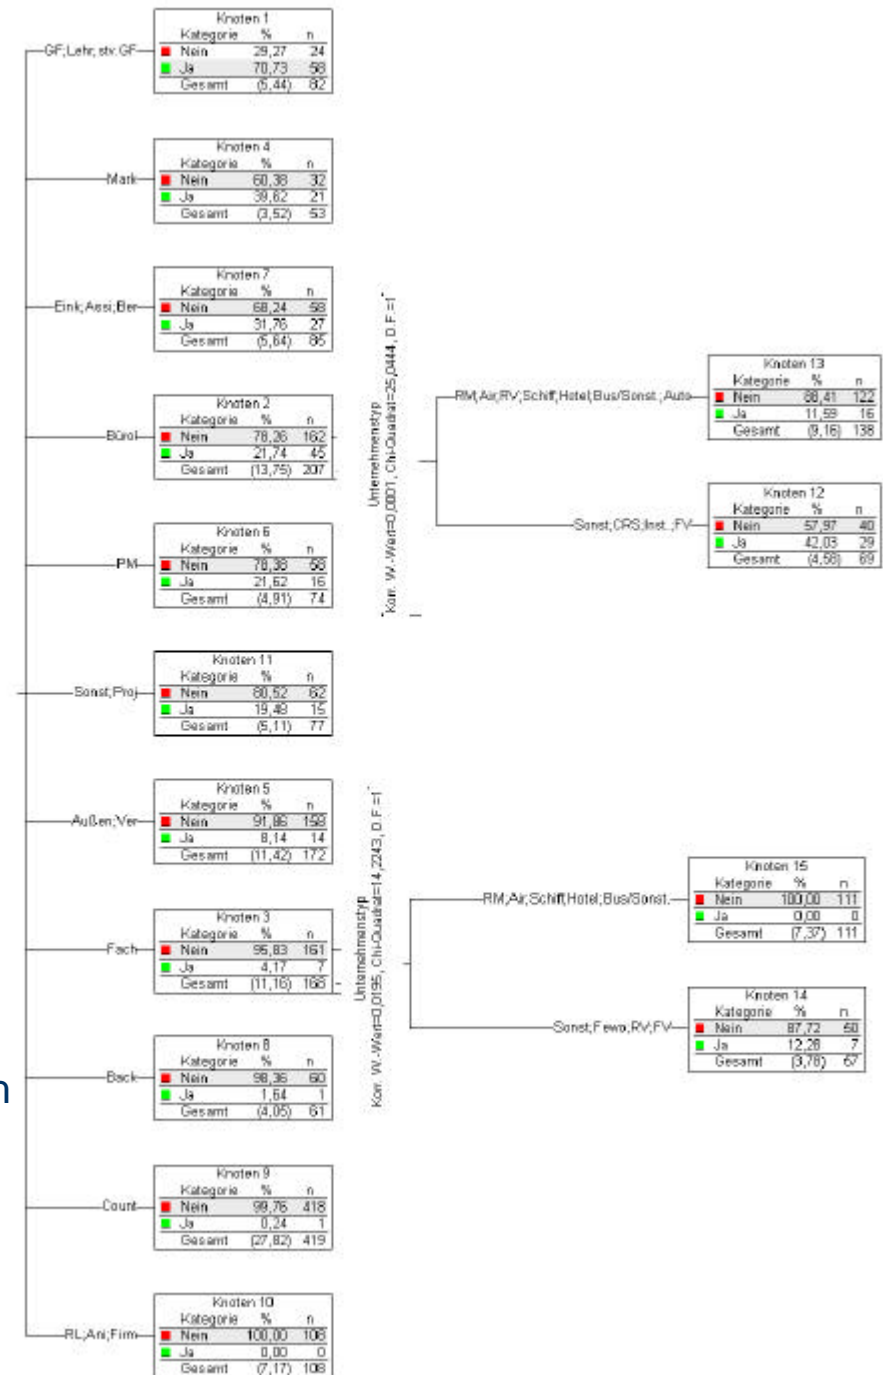 Knoten 1
Kategorie % n
GF;Lehr; stv.GF
Nein 29,27 24
Ja 70,73 58
Gesamt (5,44) 82
Knoten 4
Kategorie % n
Mark
Nein 60,38 32
Ja 39,62 21
Gesamt (3,52) 53
Knoten 7
Kategorie % n
Eink;Assi;Ber
Nein 68,24 58
Ja 31,76 27
Gesamt (5,64) 85
Knoten 2
Kategorie % n
Bürol
Nein 78,26 162
Ja 21,74 45
Gesamt (13,75) 207
Unternehmenstyp
Korr. W.-Wert=0,0001, Chi-Quadrat=25,0444, D.F.=1
RM;Air;RV;Schiff;Hotel;Bus/Sonst.;Auto
Knoten 13
Kategorie % n
Nein 88,41 122
Ja 11,59 16
Gesamt (9,16) 138
Sonst;CRS;Inst.;FV
Knoten 12
Kategorie % n
Nein 57,97 40
Ja 42,03 29
Gesamt (4,58) 69
Knoten 6
Kategorie % n
PM
Nein 78,38 58
Ja 21,62 16
Gesamt (4,91) 74
Knoten 11
Kategorie % n
Sonst;Proj
Nein 80,52 62
Ja 19,48 15
Gesamt (5,11) 77
Knoten 5
Kategorie % n
Außen;Ver
Nein 91,86 158
Ja 8,14 14
Gesamt (11,42) 172
Knoten 3
Kategorie % n
Fach
Nein 95,83 161
Ja 4,17 7
Gesamt (11,16) 168
Unternehmenstyp
Korr. W.-Wert=0,0195, Chi-Quadrat=14,2243, D.F.=1
RM;Air;Schiff;Hotel;Bus/Sonst.
Knoten 15
Kategorie % n
Nein 100,00 111
Ja 0,00 0
Gesamt (7,37) 111
Sonst;Fewo;RV;FV
Knoten 14
Kategorie % n
Nein 87,72 50
Ja 12,28 7
Gesamt (3,78) 57
Knoten 8
Kategorie % n
Back
Nein 98,36 60
Ja 1,64 1
Gesamt (4,05) 61
n
Knoten 9
Kategorie % n
Count
Nein 99,76 418
Ja 0,24 1
Gesamt (27,82) 419
Knoten 10
Kategorie % n
RL;Ani;Firm
Nein 100,00 108
Ja 0,00 0
Gesamt (7,17) 108